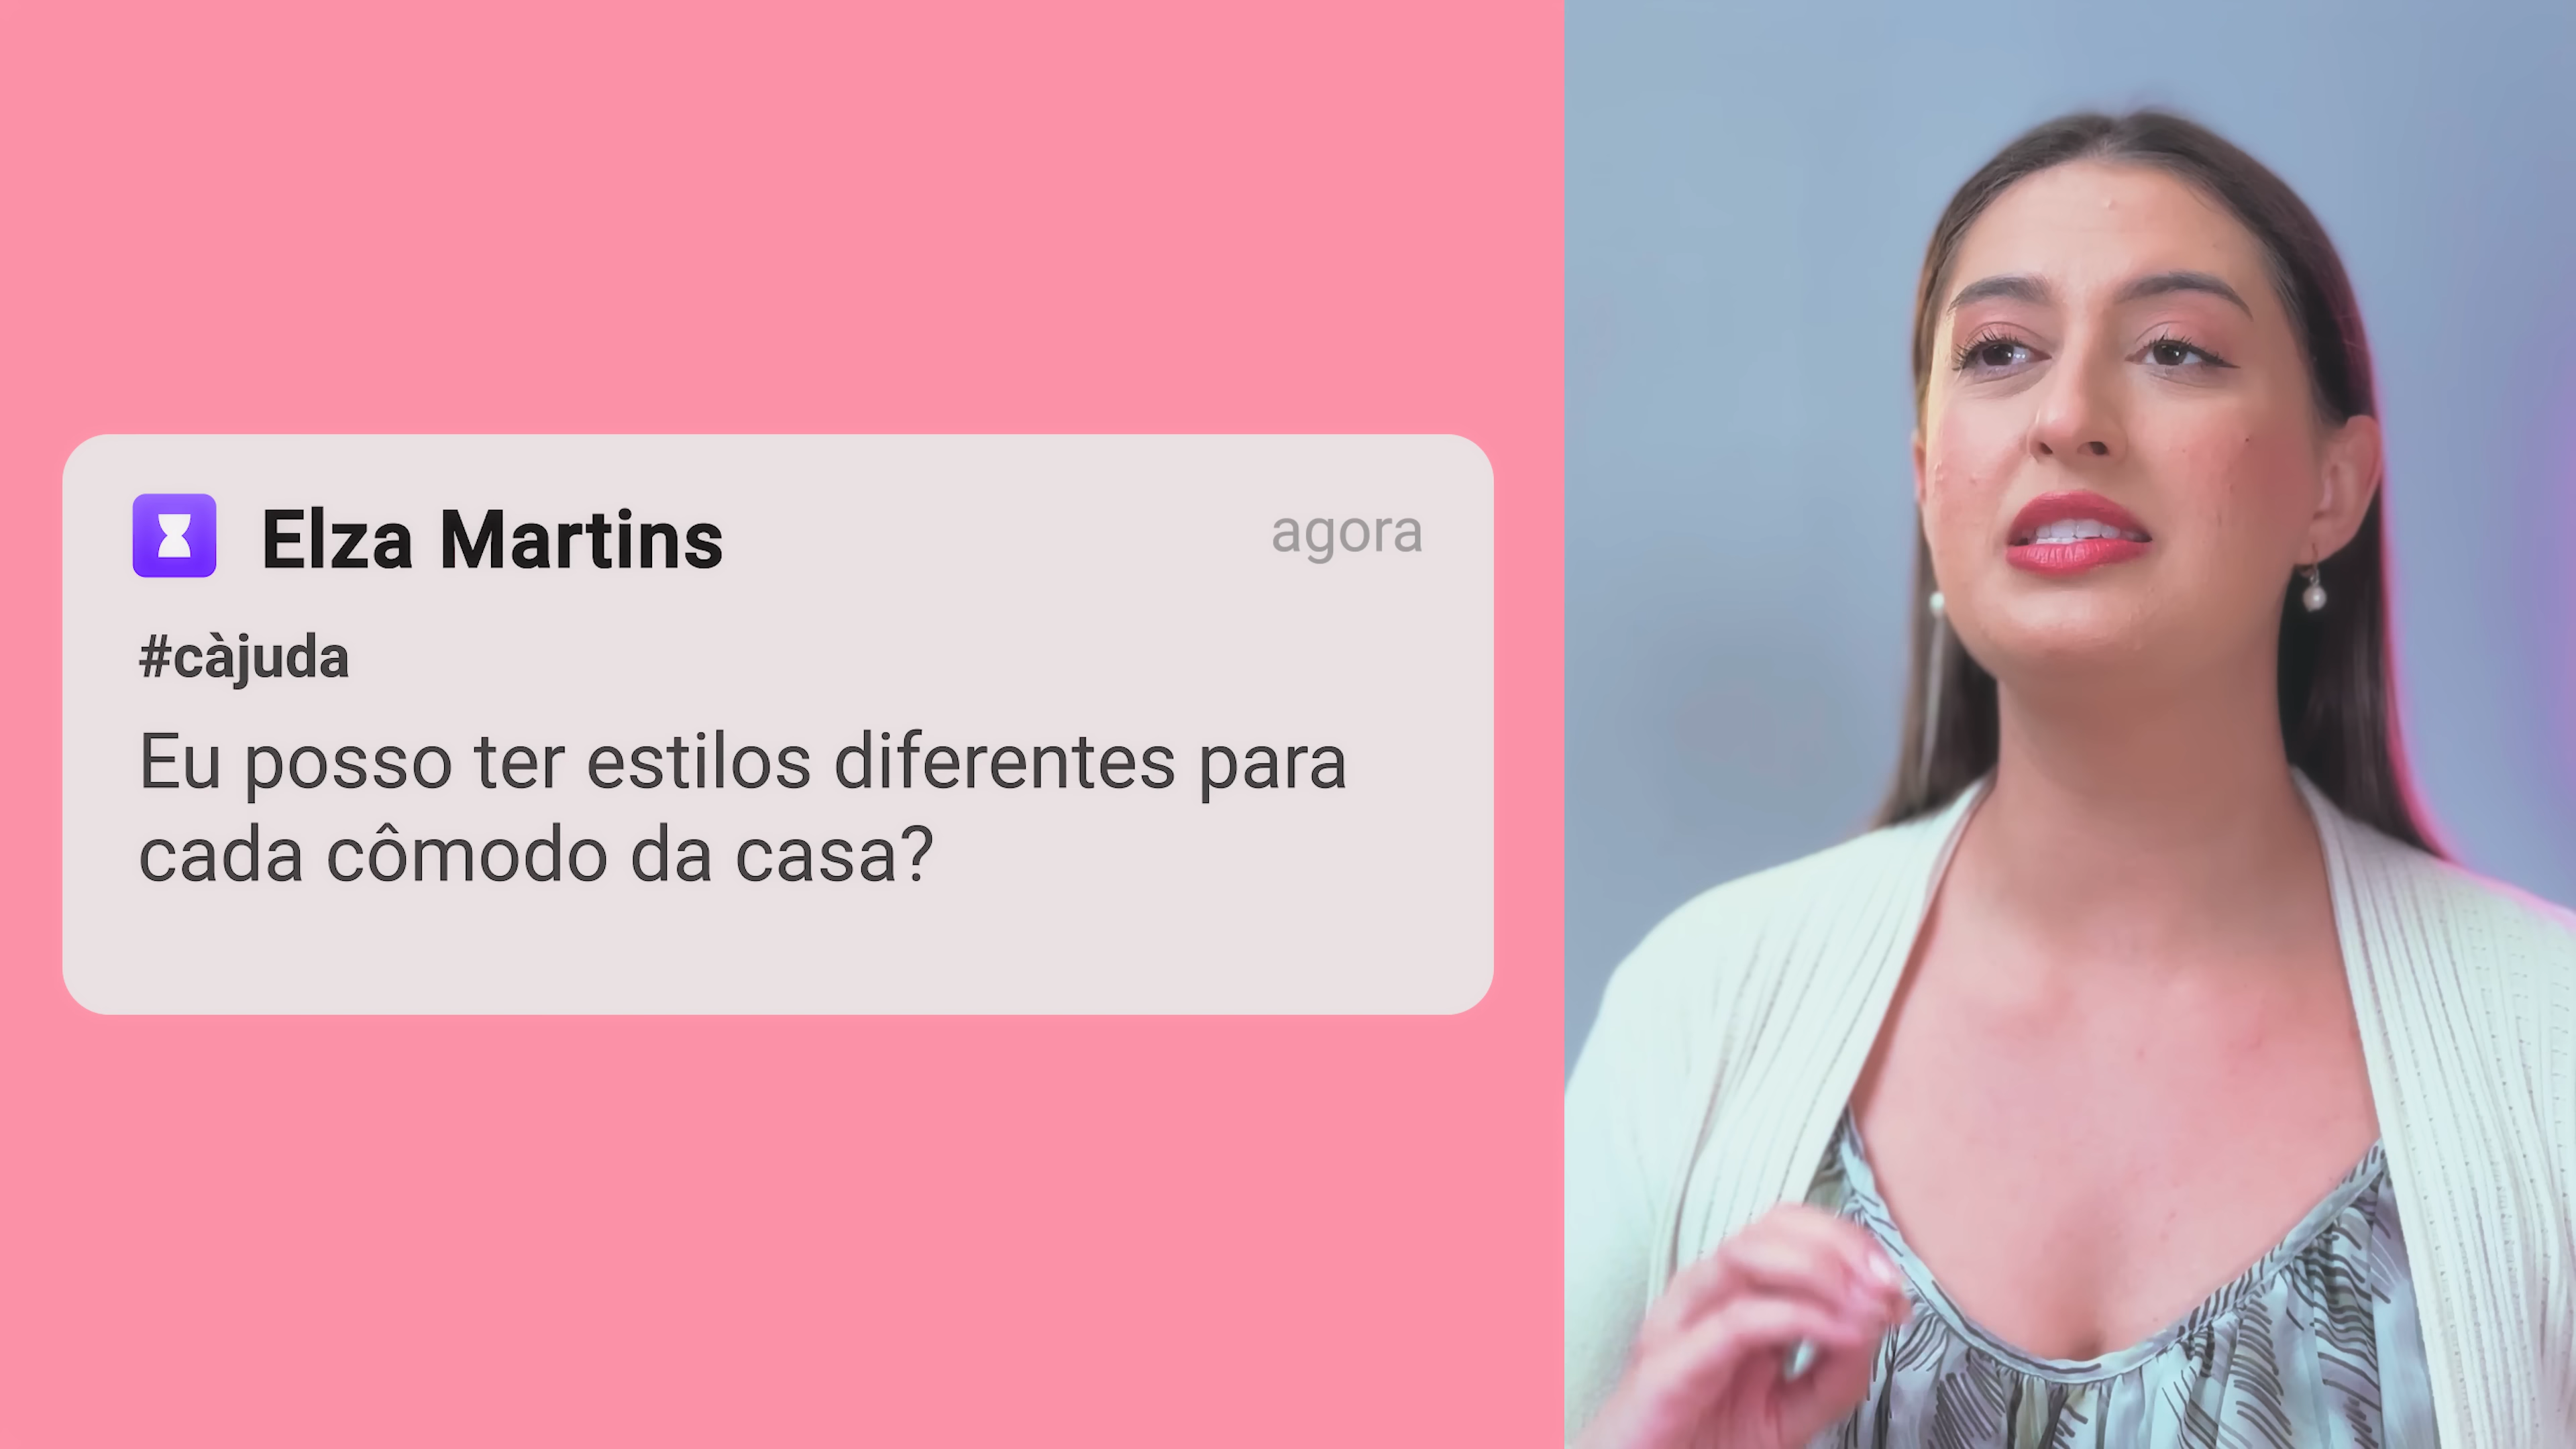 Elza Martins
agora
#càjuda
Eu posso ter estilos diferentes para
cada cômodo da casa?